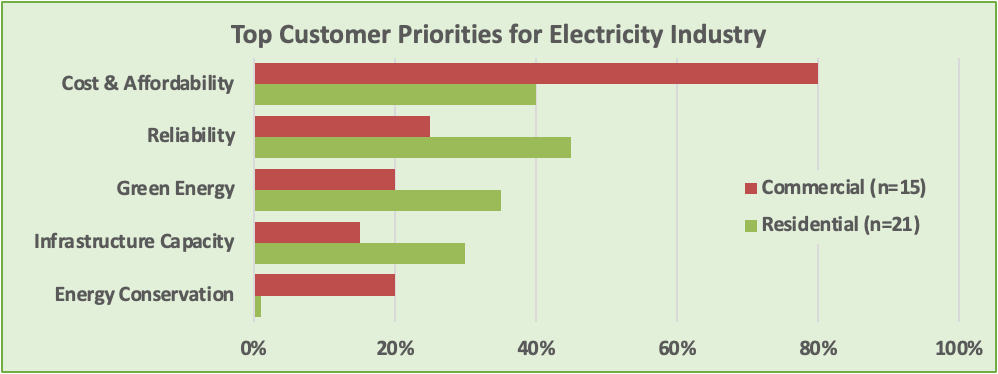 Top Customer Priorities for Electricity Industry
Cost & Affordability
Reliability
Green Energy
Infrastructure Capacity
Energy Conservation
Commercial (n=15)
Residential (n=21)
0% 20% 40% 60% 80% 100%